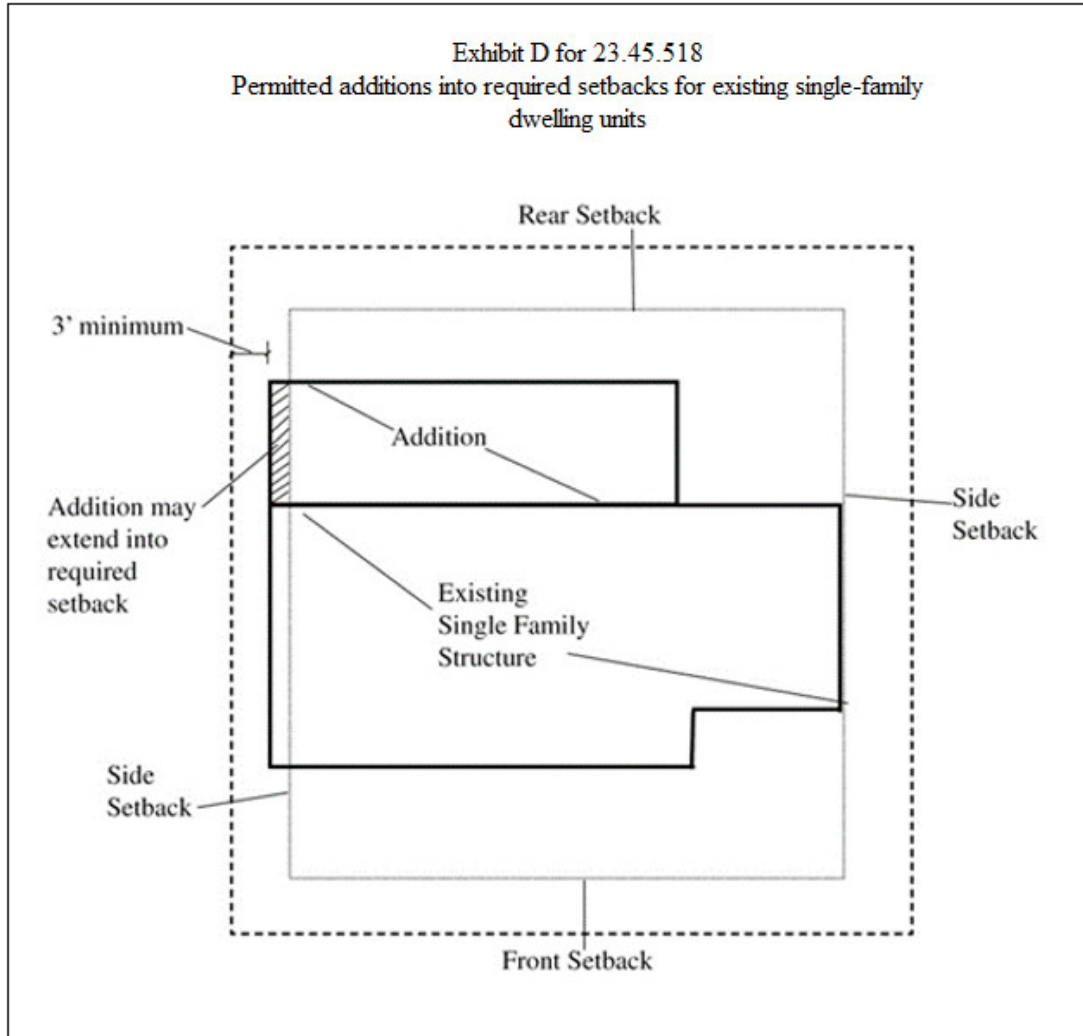 Exhibit D for 23.45.518
Permitted additions into required setbacks for existing single-family
dwelling units
Rear Setback
3’ minimum
Addition
Addition may
extend into
required
setback
Side
Setback
Existing
Single Family
Structure
Side
Setback
Front Setback